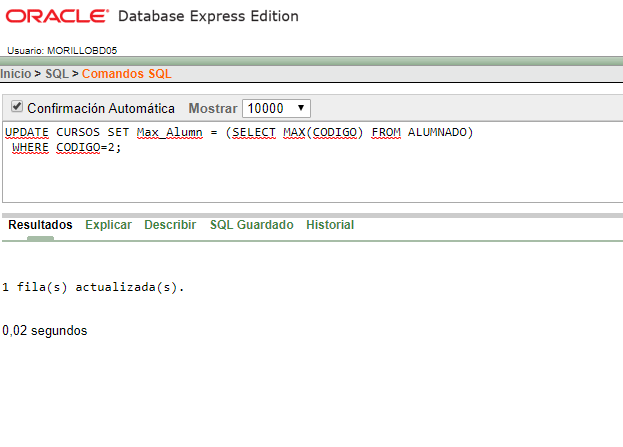 ORACLE® Database Express Edition
Usuario: MORILLOBD05
Inicio > SQL > Comandos SQL
Confirmación Automática Mostrar 10000
UPDATE CURSOS SET Max_Alumn = (SELECT MAX(CODIGO) FROM ALUMNADO)
WHERE CODIGO=2;
Resultados Explicar Describir SQL Guardado Historial
1 fila(s) actualizada(s).
0,02 segundos